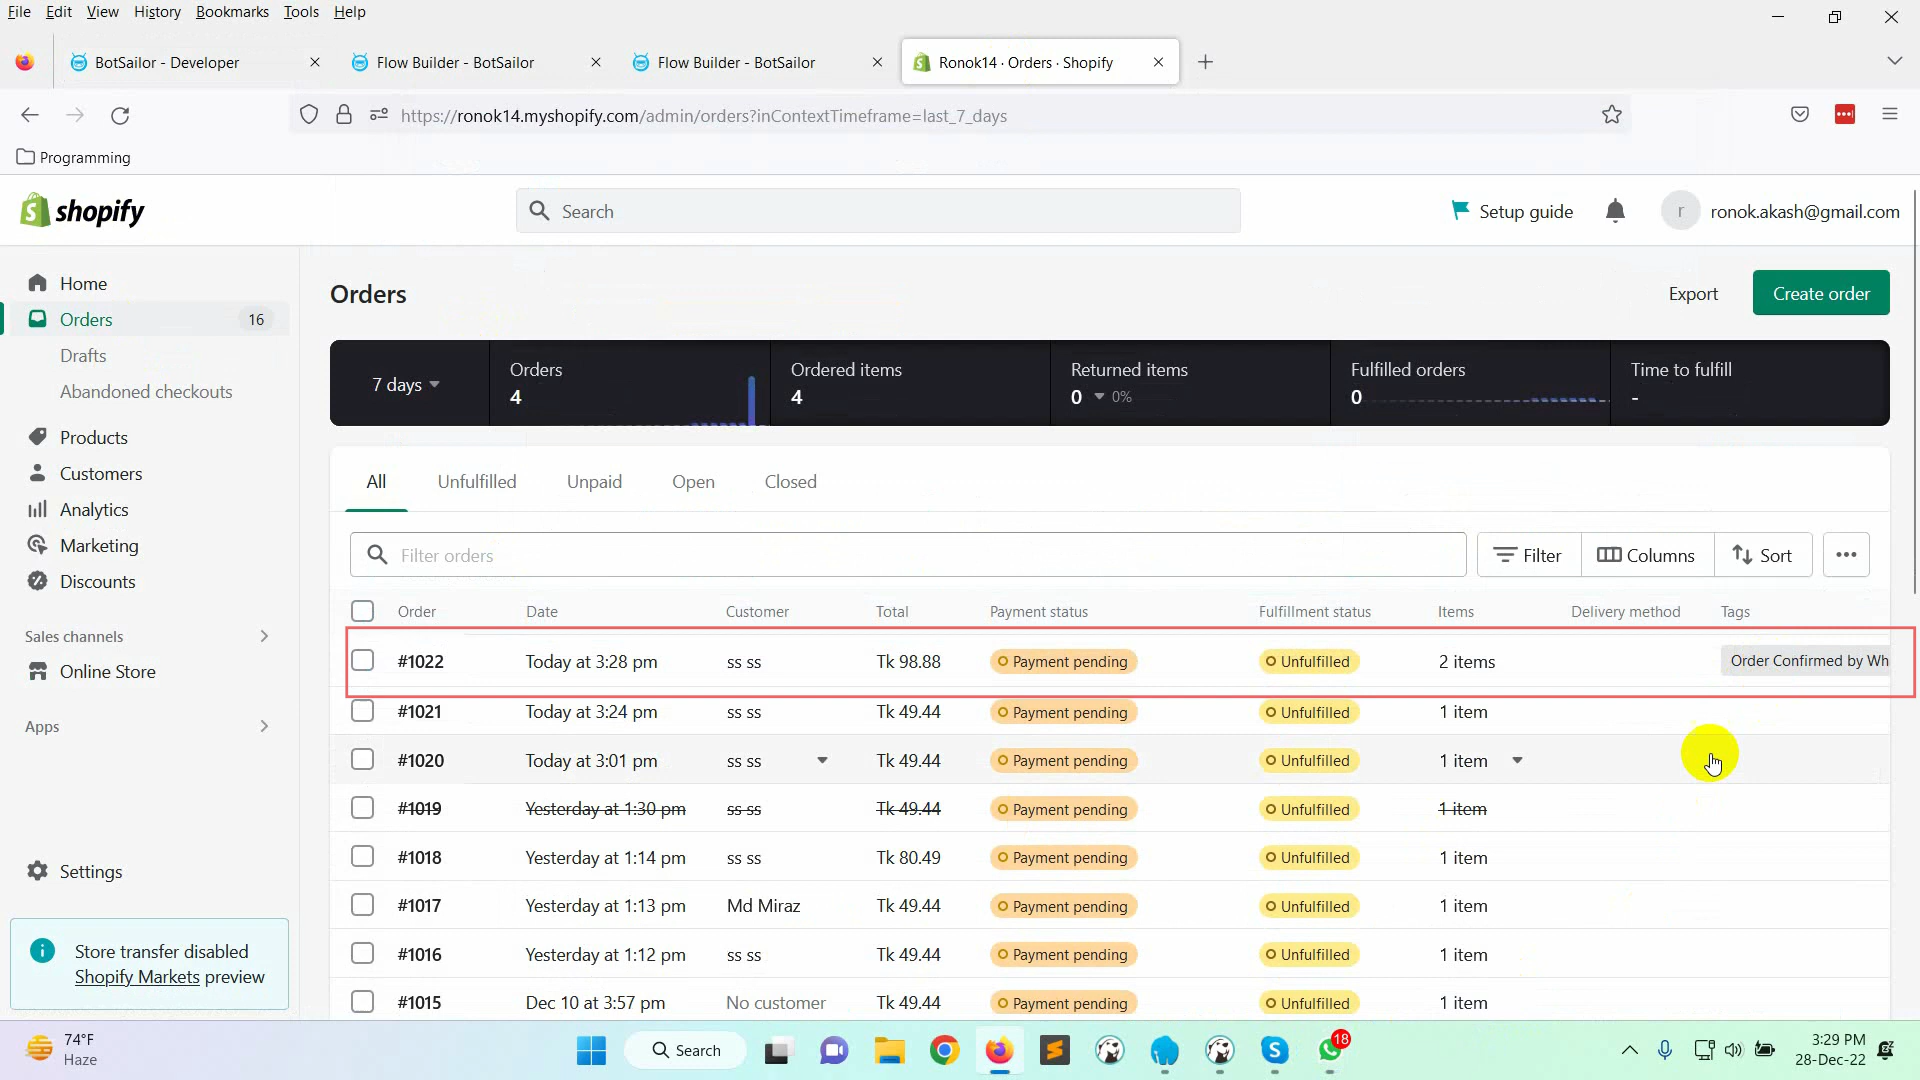 File Edit View History Bookmarks Tools Help
BotSailor - Developer
Flow Builder - BotSailor
Flow Builder - BotSailor
Ronok14 · Orders · Shopify
https://ronok14.myshopify.com/admin/orders?inContextTimeframe=last_7_days
Programming
shopify
Search
Setup guide
r
ronok.akash@gmail.com
Home
Orders 16
Drafts
Abandoned checkouts
Products
Customers
Analytics
Marketing
Discounts
Sales channels
Online Store
Apps
Settings
Store transfer disabled
Shopify Markets preview
Orders
Export
Create order
7 days
Orders
4
Ordered items
4
Returned items
0 0%
Fulfilled orders
0
Time to fulfill
-
All Unfulfilled Unpaid Open Closed
Filter orders
Filter Columns Sort
Order Date Customer Total Payment status Fulfillment status Items Delivery method Tags
#1022 Today at 3:28 pm ss ss Tk 98.88 Payment pending Unfulfilled 2 items Order Confirmed by Wh
#1021 Today at 3:24 pm ss ss Tk 49.44 Payment pending Unfulfilled 1 item
#1020 Today at 3:01 pm ss ss Tk 49.44 Payment pending Unfulfilled 1 item
#1019 Yesterday at 1:30 pm ss ss Tk 49.44 Payment pending Unfulfilled 1 item
#1018 Yesterday at 1:14 pm ss ss Tk 80.49 Payment pending Unfulfilled 1 item
#1017 Yesterday at 1:13 pm Md Miraz Tk 49.44 Payment pending Unfulfilled 1 item
#1016 Yesterday at 1:12 pm ss ss Tk 49.44 Payment pending Unfulfilled 1 item
#1015 Dec 10 at 3:57 pm No customer Tk 49.44 Payment pending Unfulfilled 1 item
74°F
Haze
Search
18
3:29 PM
28-Dec-22